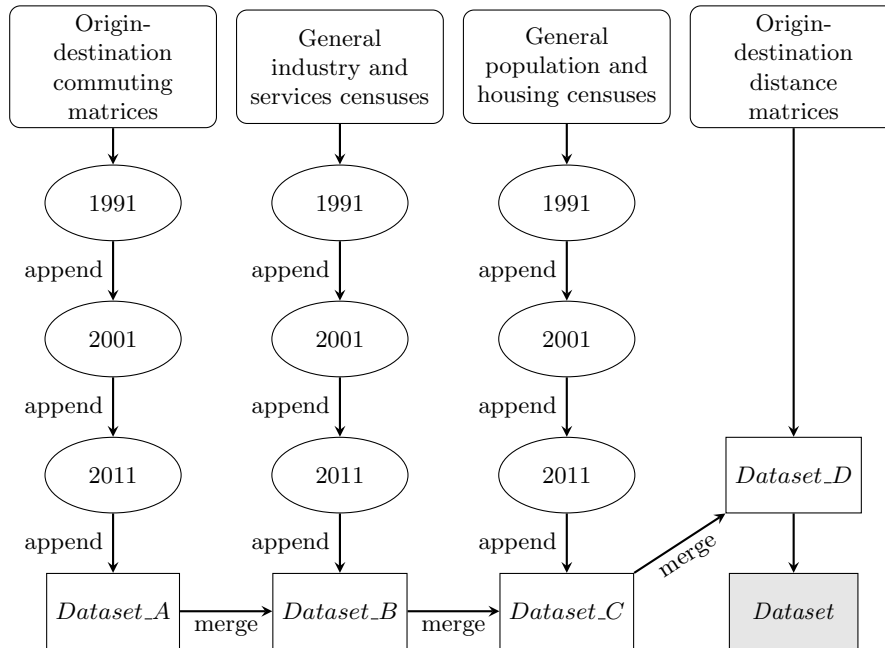 Origin-
destination
commuting
matrices
General
industry and
services censuses
General
population and
housing censuses
Origin-
destination
distance
matrices
1991
1991
1991
append
append
append
2001
2001
2001
append
append
append
2011
2011
2011
Dataset_D
append
append
append
merge
Dataset_A
merge
Dataset_B
merge
Dataset_C
Dataset